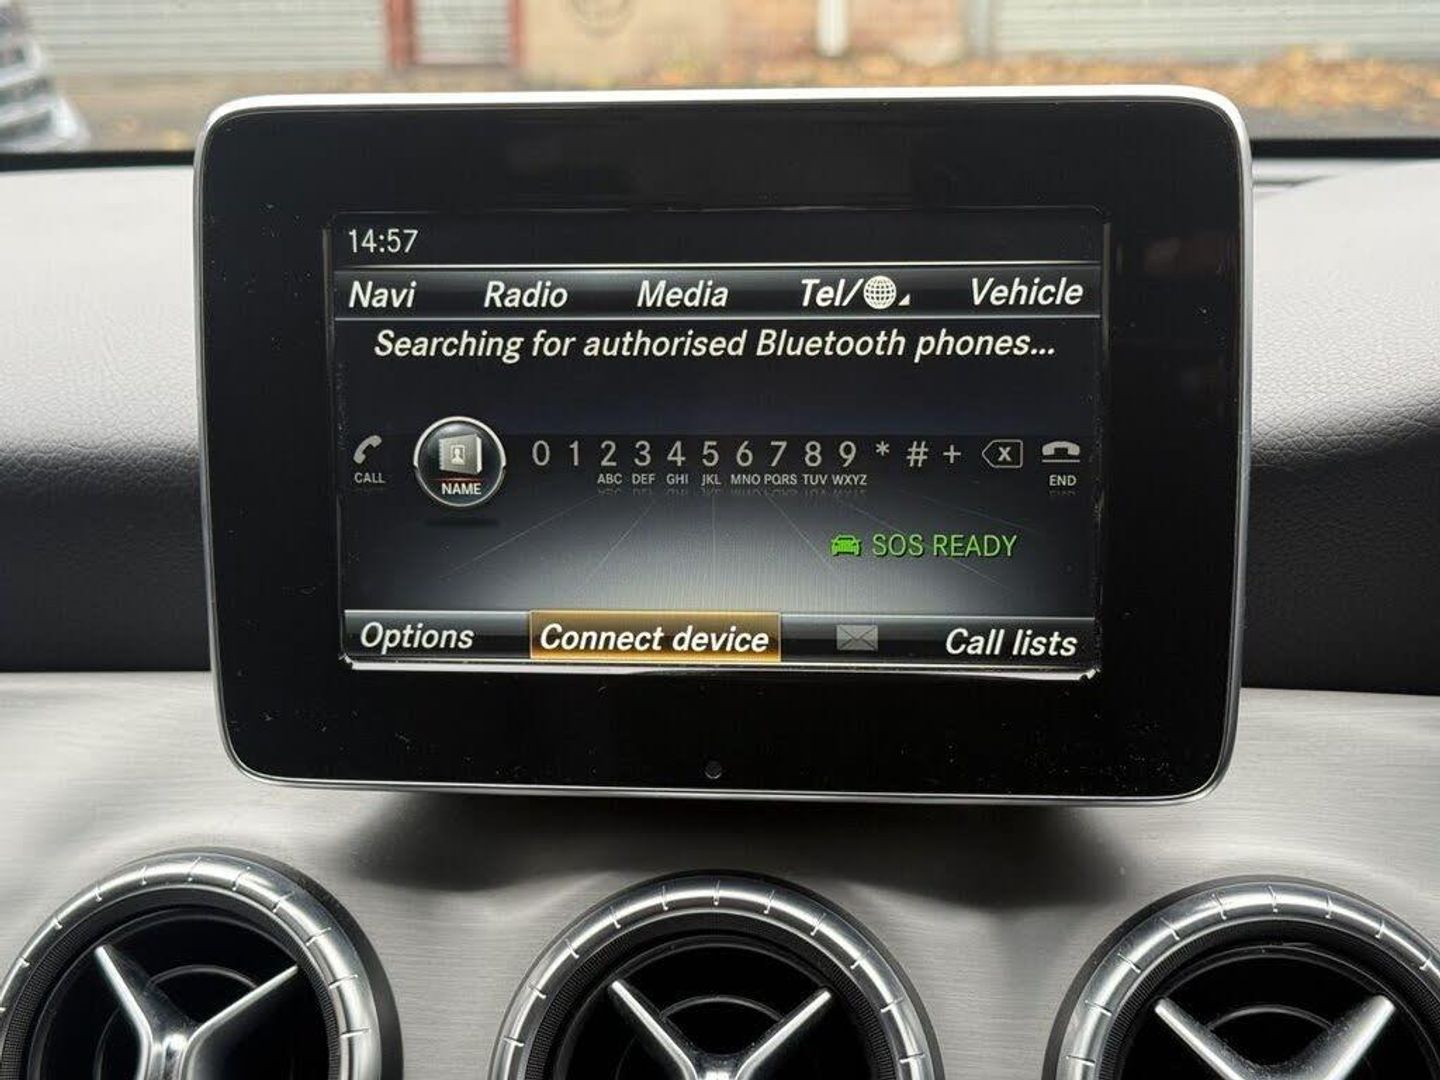 14:57
Navi Radio Media Tel/ Vehicle
Searching for authorised Bluetooth phones...
0 1 2 3 4 5 6 7 8 9 * # + x
CALL NAME ABC DEF GHI JKL MNO PQRS TUV WXYZ END
SOS READY
Options Connect device Call lists